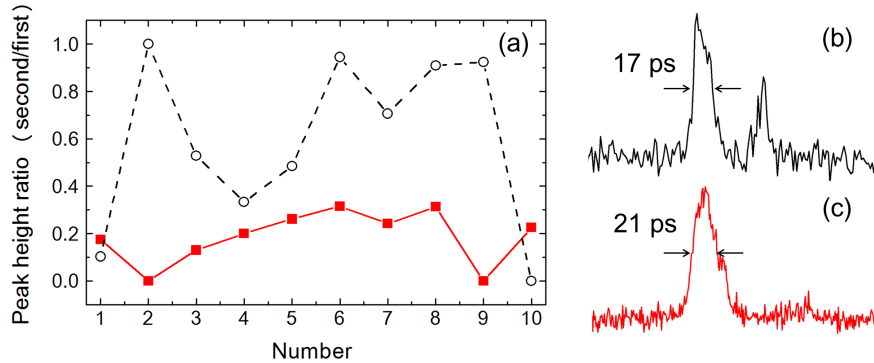 Peak height ratio (second/first)
1.0
0.8
0.6
0.4
0.2
0.0
1 2 3 4 5 6 7 8 9 10
Number
(a)
(b)
17 ps
(c)
21 ps